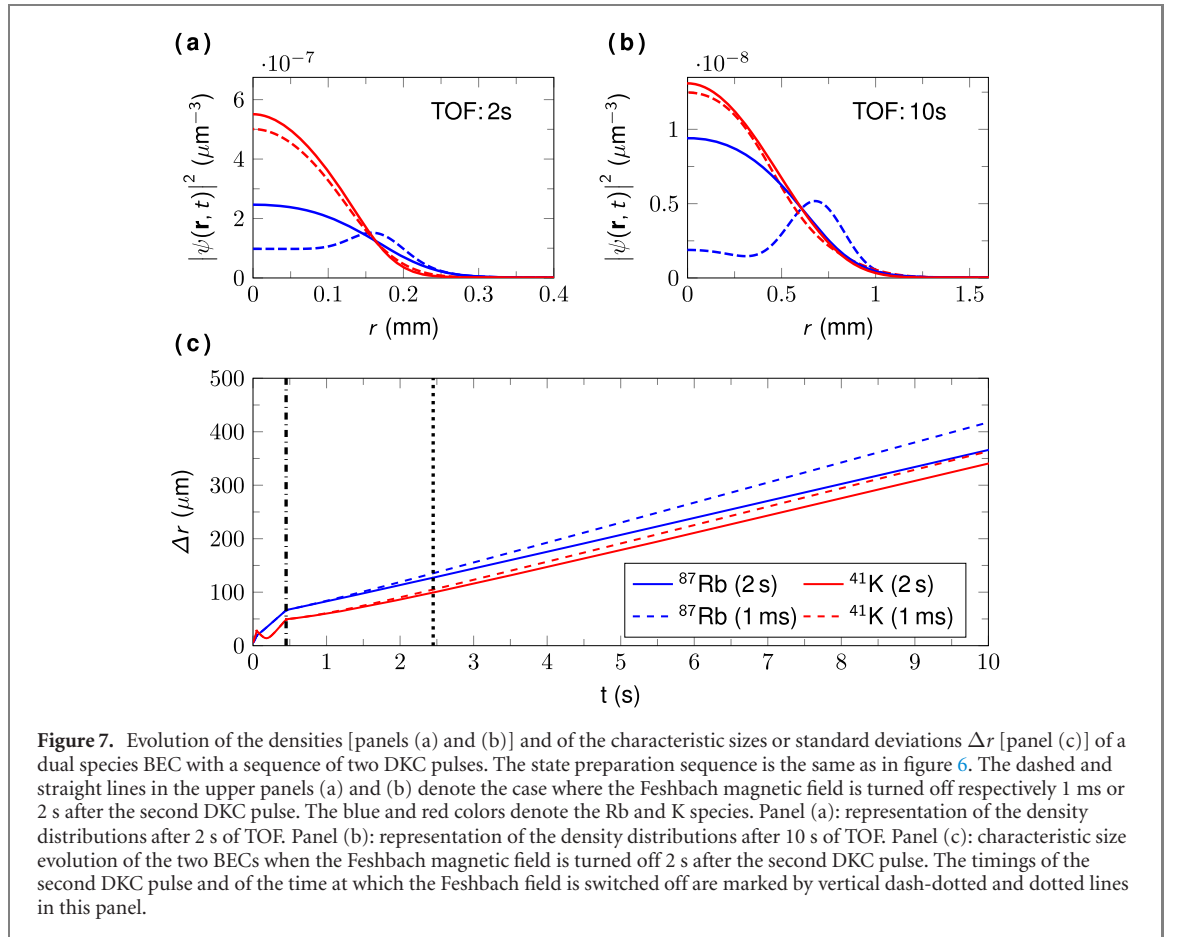 (a)
(b)
·10⁻⁷
·10⁻⁸
|ψ(r, t)|² (μm⁻³)
6
4
2
0
TOF: 2s
0 0.1 0.2 0.3 0.4
r (mm)
|ψ(r, t)|² (μm⁻³)
1
0.5
0
TOF: 10s
0 0.5 1 1.5
r (mm)
(c)
Δr (μm)
500
400
300
200
100
0
⁸⁷Rb (2 s) ⁴¹K (2 s)
⁸⁷Rb (1 ms) ⁴¹K (1 ms)
0 1 2 3 4 5 6 7 8 9 10
t (s)
Figure 7. Evolution of the densities [panels (a) and (b)] and of the characteristic sizes or standard deviations Δr [panel (c)] of a
dual species BEC with a sequence of two DKC pulses. The state preparation sequence is the same as in figure 6. The dashed and
straight lines in the upper panels (a) and (b) denote the case where the Feshbach magnetic field is turned off respectively 1 ms or
2 s after the second DKC pulse. The blue and red colors denote the Rb and K species. Panel (a): representation of the density
distributions after 2 s of TOF. Panel (b): representation of the density distributions after 10 s of TOF. Panel (c): characteristic size
evolution of the two BECs when the Feshbach magnetic field is turned off 2 s after the second DKC pulse. The timings of the
second DKC pulse and of the time at which the Feshbach field is switched off are marked by vertical dash-dotted and dotted lines
in this panel.